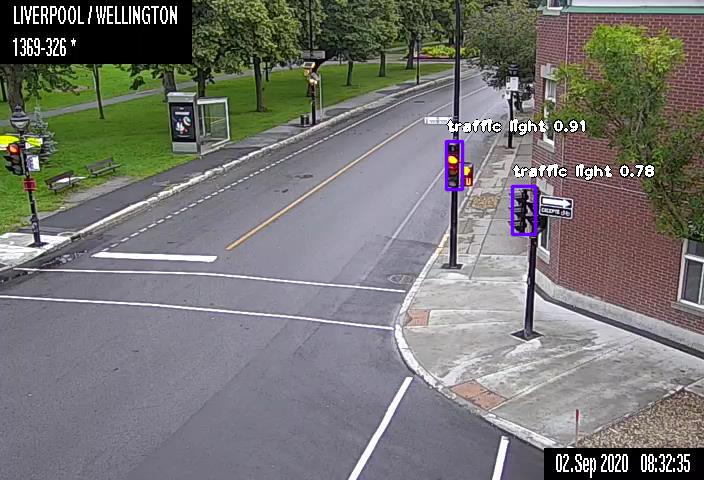 LIVERPOOL / WELLINGTON
1369-326 *
traffic light 0.91
traffic light 0.78
02.Sep 2020 08:32:35